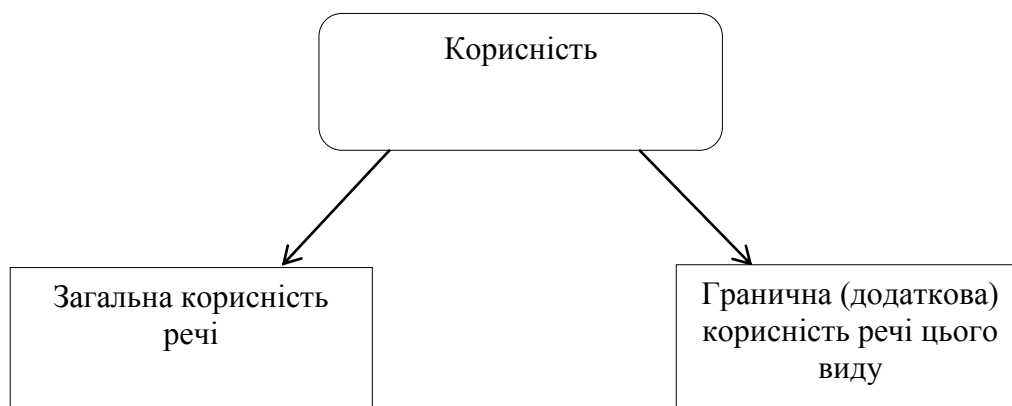 Корисність
Загальна корисність
речі
Гранична (додаткова)
корисність речі цього
виду